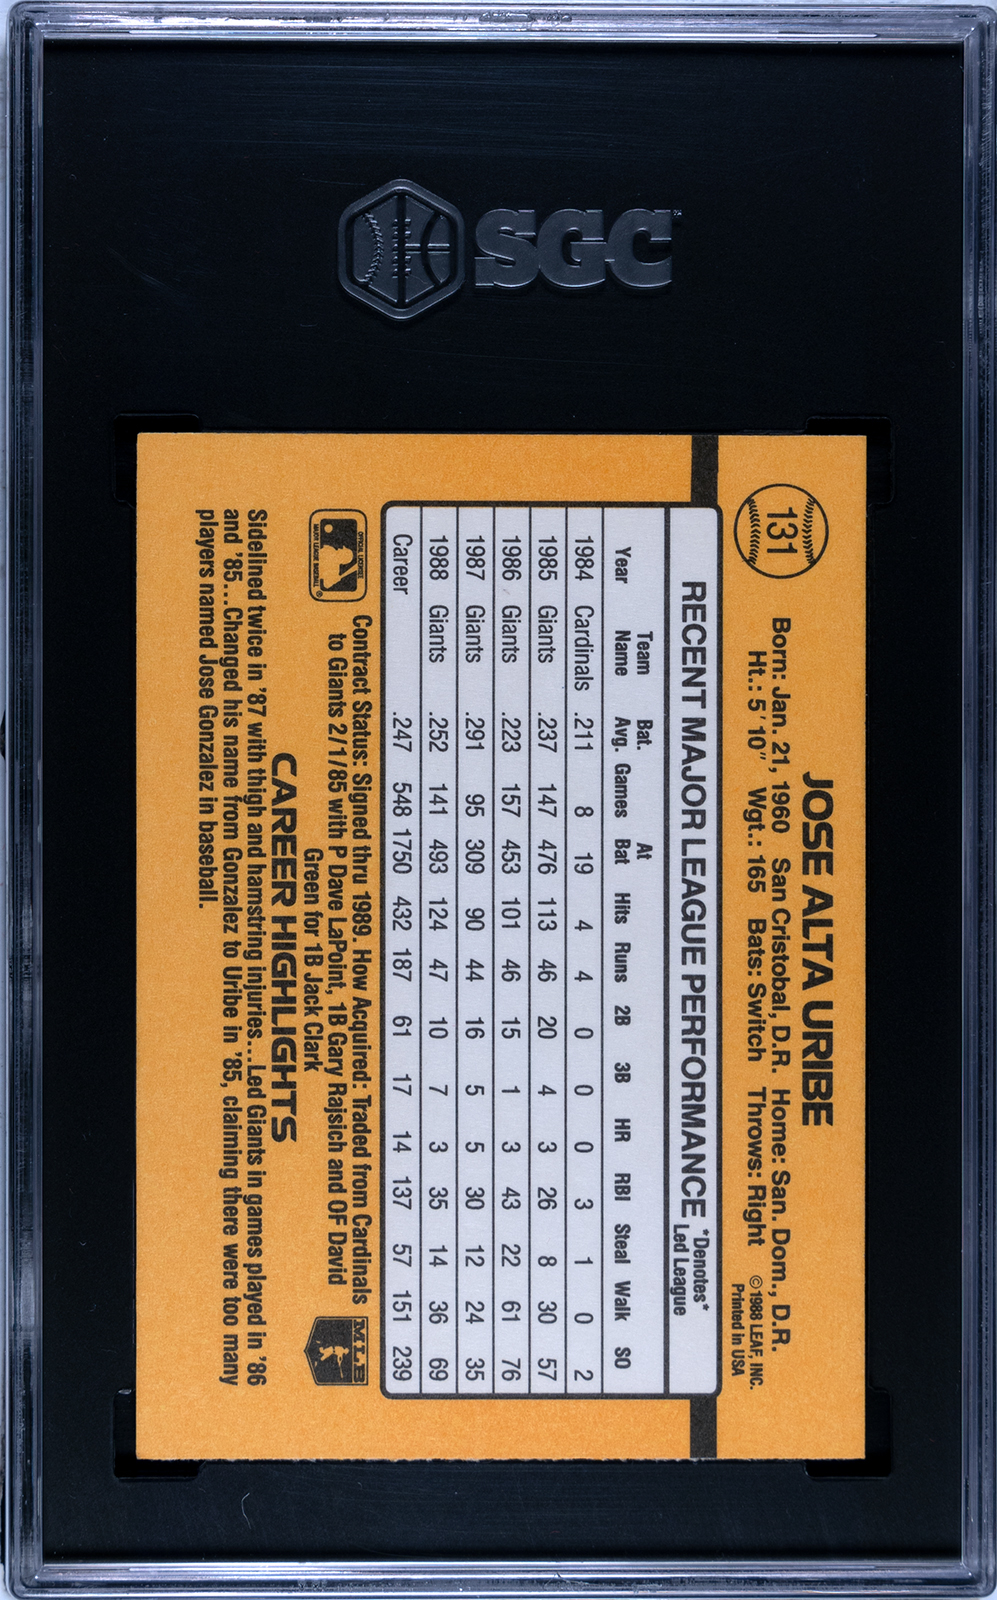 SGC
131
JOSE ALTA URIBE
Born: Jan. 21, 1960 San Cristobal, D.R. Home: San. Dom., D.R.
Ht.: 5'10" Wgt.: 165 Bats: Switch Throws: Right
©1988 LEAF, INC.
Printed in USA
RECENT MAJOR LEAGUE PERFORMANCE *Denotes*
Led League
Year Team Name Bat. Avg. Games At Bat Hits Runs 2B 3B HR RBI Steal Walk SO
1984 Cardinals .211 8 19 4 4 0 0 0 3 1 0 2
1985 Giants .237 147 476 113 46 20 4 3 26 8 30 57
1986 Giants .223 157 453 101 46 15 1 3 43 22 61 76
1987 Giants .291 95 309 90 44 16 5 5 30 12 24 35
1988 Giants .252 141 493 124 47 10 7 3 35 14 36 69
Career .247 548 1750 432 187 61 17 14 137 57 151 239
OFFICIAL LICENSEE
MAJOR LEAGUE BASEBALL ®
Contract Status: Signed thru 1989. How Acquired: Traded from Cardinals
to Giants 2/1/85 with P Dave LaPoint, 1B Gary Rajsich and OF David
Green for 1B Jack Clark
MLB
CAREER HIGHLIGHTS
Sidelined twice in '87 with thigh and hamstring injuries...Led Giants in games played in '86
and '85...Changed his name from Gonzalez to Uribe in '85, claiming there were too many
players named Jose Gonzalez in baseball.